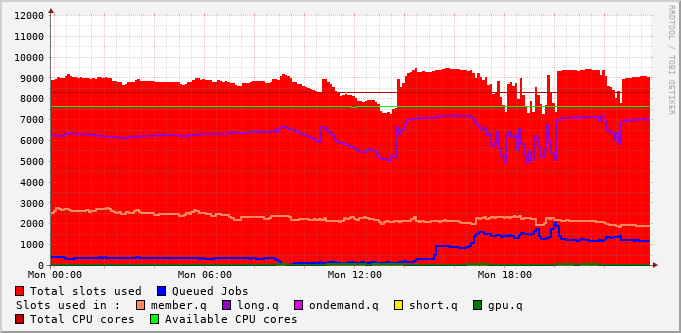 12000
11000
10000
9000
8000
7000
6000
5000
4000
3000
2000
1000
0
Mon 00:00 Mon 06:00 Mon 12:00 Mon 18:00
Total slots used Queued Jobs
Slots used in : member.q long.q ondemand.q short.q gpu.q
Total CPU cores Available CPU cores
RRDTOOL / TOBI OETIKER